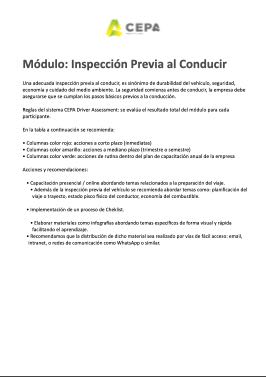 CEPA
Módulo: Inspección Previa al Conducir
Una adecuada inspección previa al conducir, es sinónimo de durabilidad del vehículo, seguridad,
economía y cuidado del medio ambiente. La seguridad comienza antes de conducir, la empresa debe
asegurarse que se cumplan los pasos básicos previos a la conducción.
Reglas del sistema CEPA Driver Assessment: se evalúa el resultado total del módulo para cada
participante.
En la tabla a continuación se recomienda:
• Columnas color rojo: acciones a corto plazo (inmediatas)
• Columnas color amarillo: acciones a mediano plazo (trimestre o semestre)
• Columnas color verde: acciones de rutina dentro del plan de capacitación anual de la empresa
Acciones y recomendaciones:
• Capacitación presencial / online abordando temas relacionados a la preparación del viaje.
• Además de la inspección previa del vehículo se recomienda abordar temas como: planificación del
viaje o trayecto, estado psico físico del conductor, economía del combustible.
• Implementación de un proceso de Cheklist.
• Elaborar materiales como infografías abordando temas específicos de forma visual y rápida
facilitando el aprendizaje.
• Recomendamos que la distribución de dicho material sea realizado por vías de fácil acceso: email,
intranet, o redes de comunicación como WhatsApp o similar.